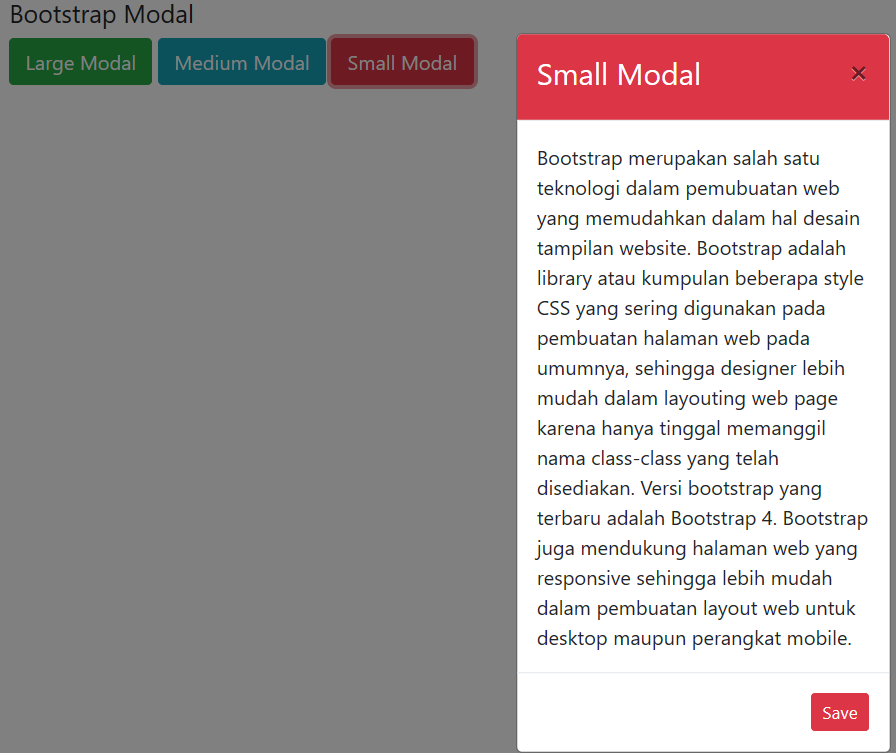 Bootstrap Modal
Large Modal
Medium Modal
Small Modal
Small Modal
×
Bootstrap merupakan salah satu
teknologi dalam pemubuatan web
yang memudahkan dalam hal desain
tampilan website. Bootstrap adalah
library atau kumpulan beberapa style
CSS yang sering digunakan pada
pembuatan halaman web pada
umumnya, sehingga designer lebih
mudah dalam layouting web page
karena hanya tinggal memanggil
nama class-class yang telah
disediakan. Versi bootstrap yang
terbaru adalah Bootstrap 4. Bootstrap
juga mendukung halaman web yang
responsive sehingga lebih mudah
dalam pembuatan layout web untuk
desktop maupun perangkat mobile.
Save